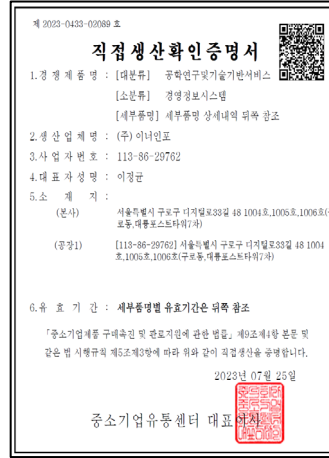 제 2023-0433-02089 호
직접생산확인증명서
1.경 쟁 제 품 명 : [대분류] 공학연구및기술기반서비스
[소분류] 경영정보시스템
[세부품명] 세부품명 상세내역 뒤쪽 참조
2.생 산 업 체 명 : (주) 이너인포
3.사 업 자 번 호 : 113-86-29762
4.대 표 자 성 명 : 이정균
5.소 재 지 :
(본사) 서울특별시 구로구 디지털로33길 48 1004호,1005호,1006호(구
로동,대륭포스트타워7차)
(공장1) [113-86-29762] 서울특별시 구로구 디지털로33길 48 1004
호,1005호,1006호(구로동,대륭포스트타워7차)
6.유 효 기 간 : 세부품명별 유효기간은 뒤쪽 참조
「중소기업제품 구매촉진 및 판로지원에 관한 법률」 제9조제4항 본문 및
같은 법 시행규칙 제5조제3항에 따라 위와 같이 직접생산을 증명합니다.
2023년 07월 25일
중소기업유통센터 대표이사